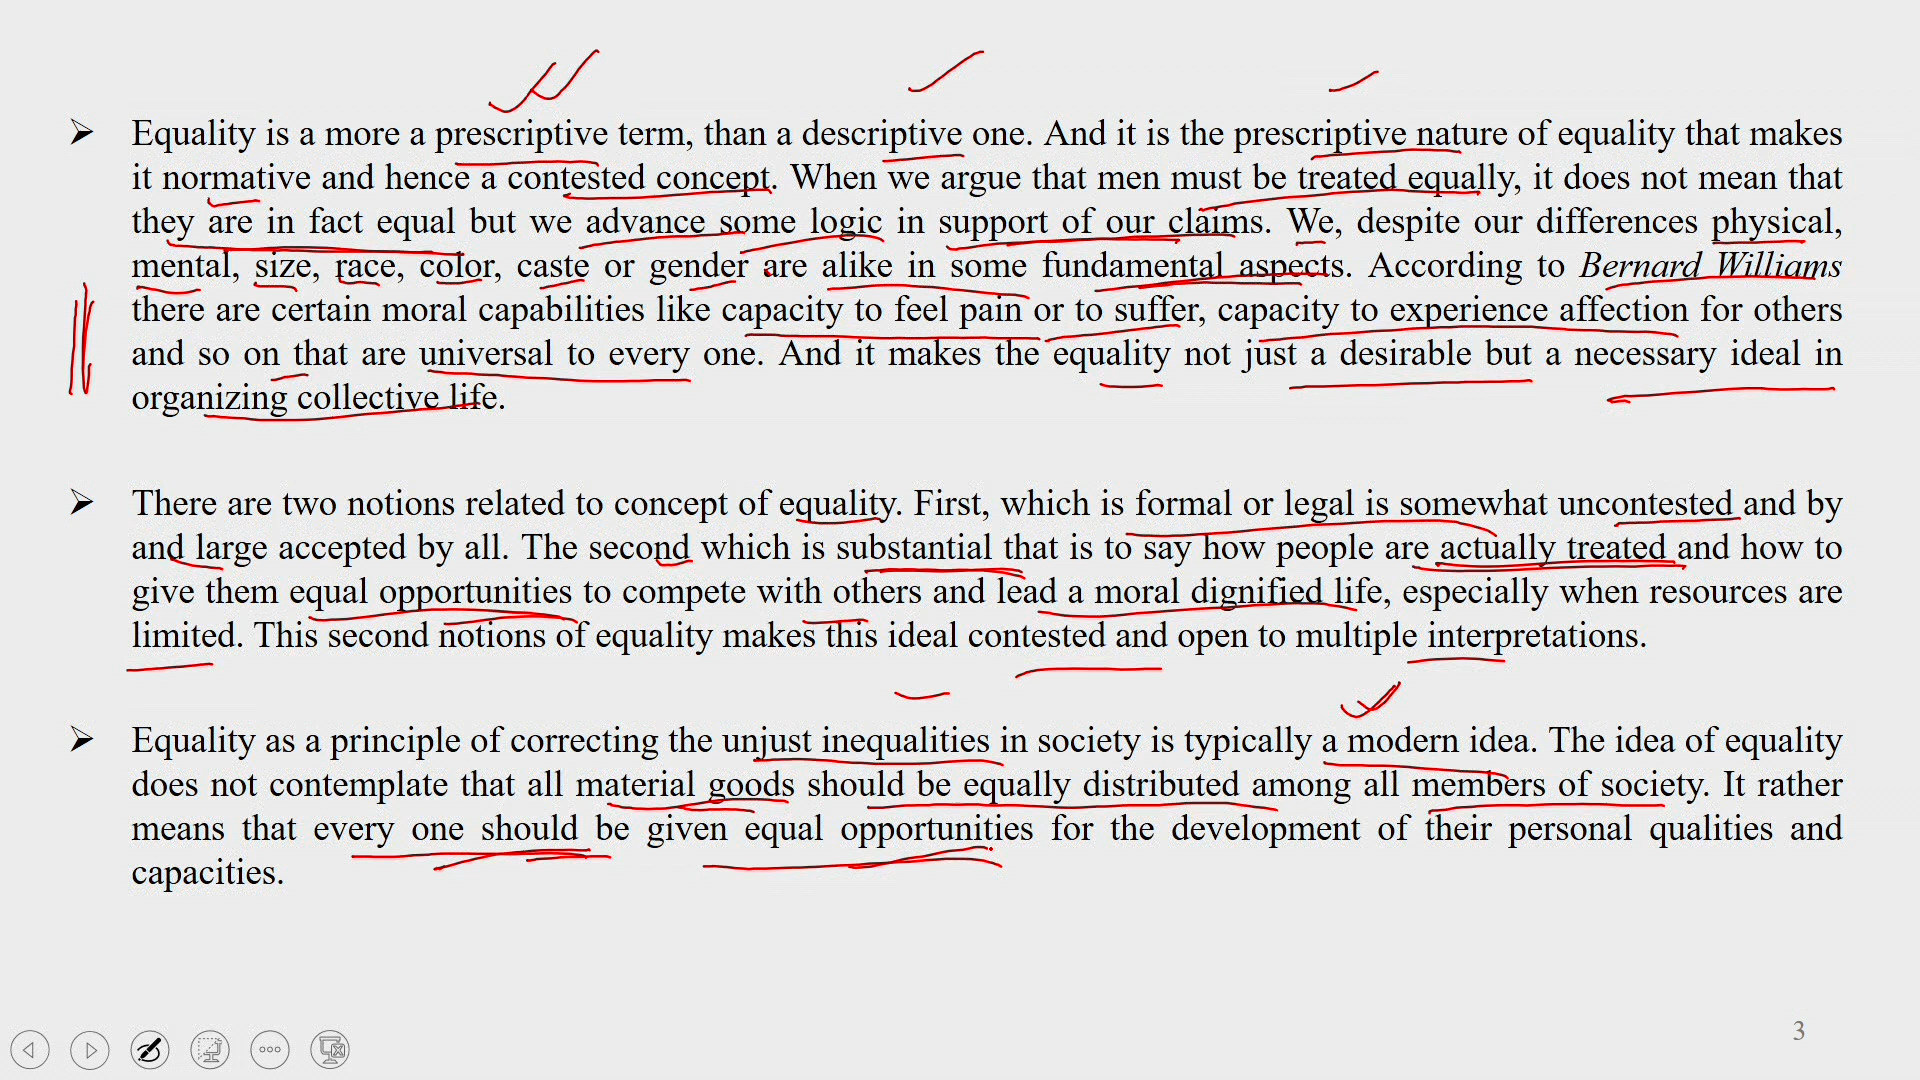 Equality is a more a prescriptive term, than a descriptive one. And it is the prescriptive nature of equality that makes
it normative and hence a contested concept. When we argue that men must be treated equally, it does not mean that
they are in fact equal but we advance some logic in support of our claims. We, despite our differences physical,
mental, size, race, color, caste or gender are alike in some fundamental aspects. According to Bernard Williams
there are certain moral capabilities like capacity to feel pain or to suffer, capacity to experience affection for others
and so on that are universal to every one. And it makes the equality not just a desirable but a necessary ideal in
organizing collective life.
There are two notions related to concept of equality. First, which is formal or legal is somewhat uncontested and by
and large accepted by all. The second which is substantial that is to say how people are actually treated and how to
give them equal opportunities to compete with others and lead a moral dignified life, especially when resources are
limited. This second notions of equality makes this ideal contested and open to multiple interpretations.
Equality as a principle of correcting the unjust inequalities in society is typically a modern idea. The idea of equality
does not contemplate that all material goods should be equally distributed among all members of society. It rather
means that every one should be given equal opportunities for the development of their personal qualities and
capacities.
3